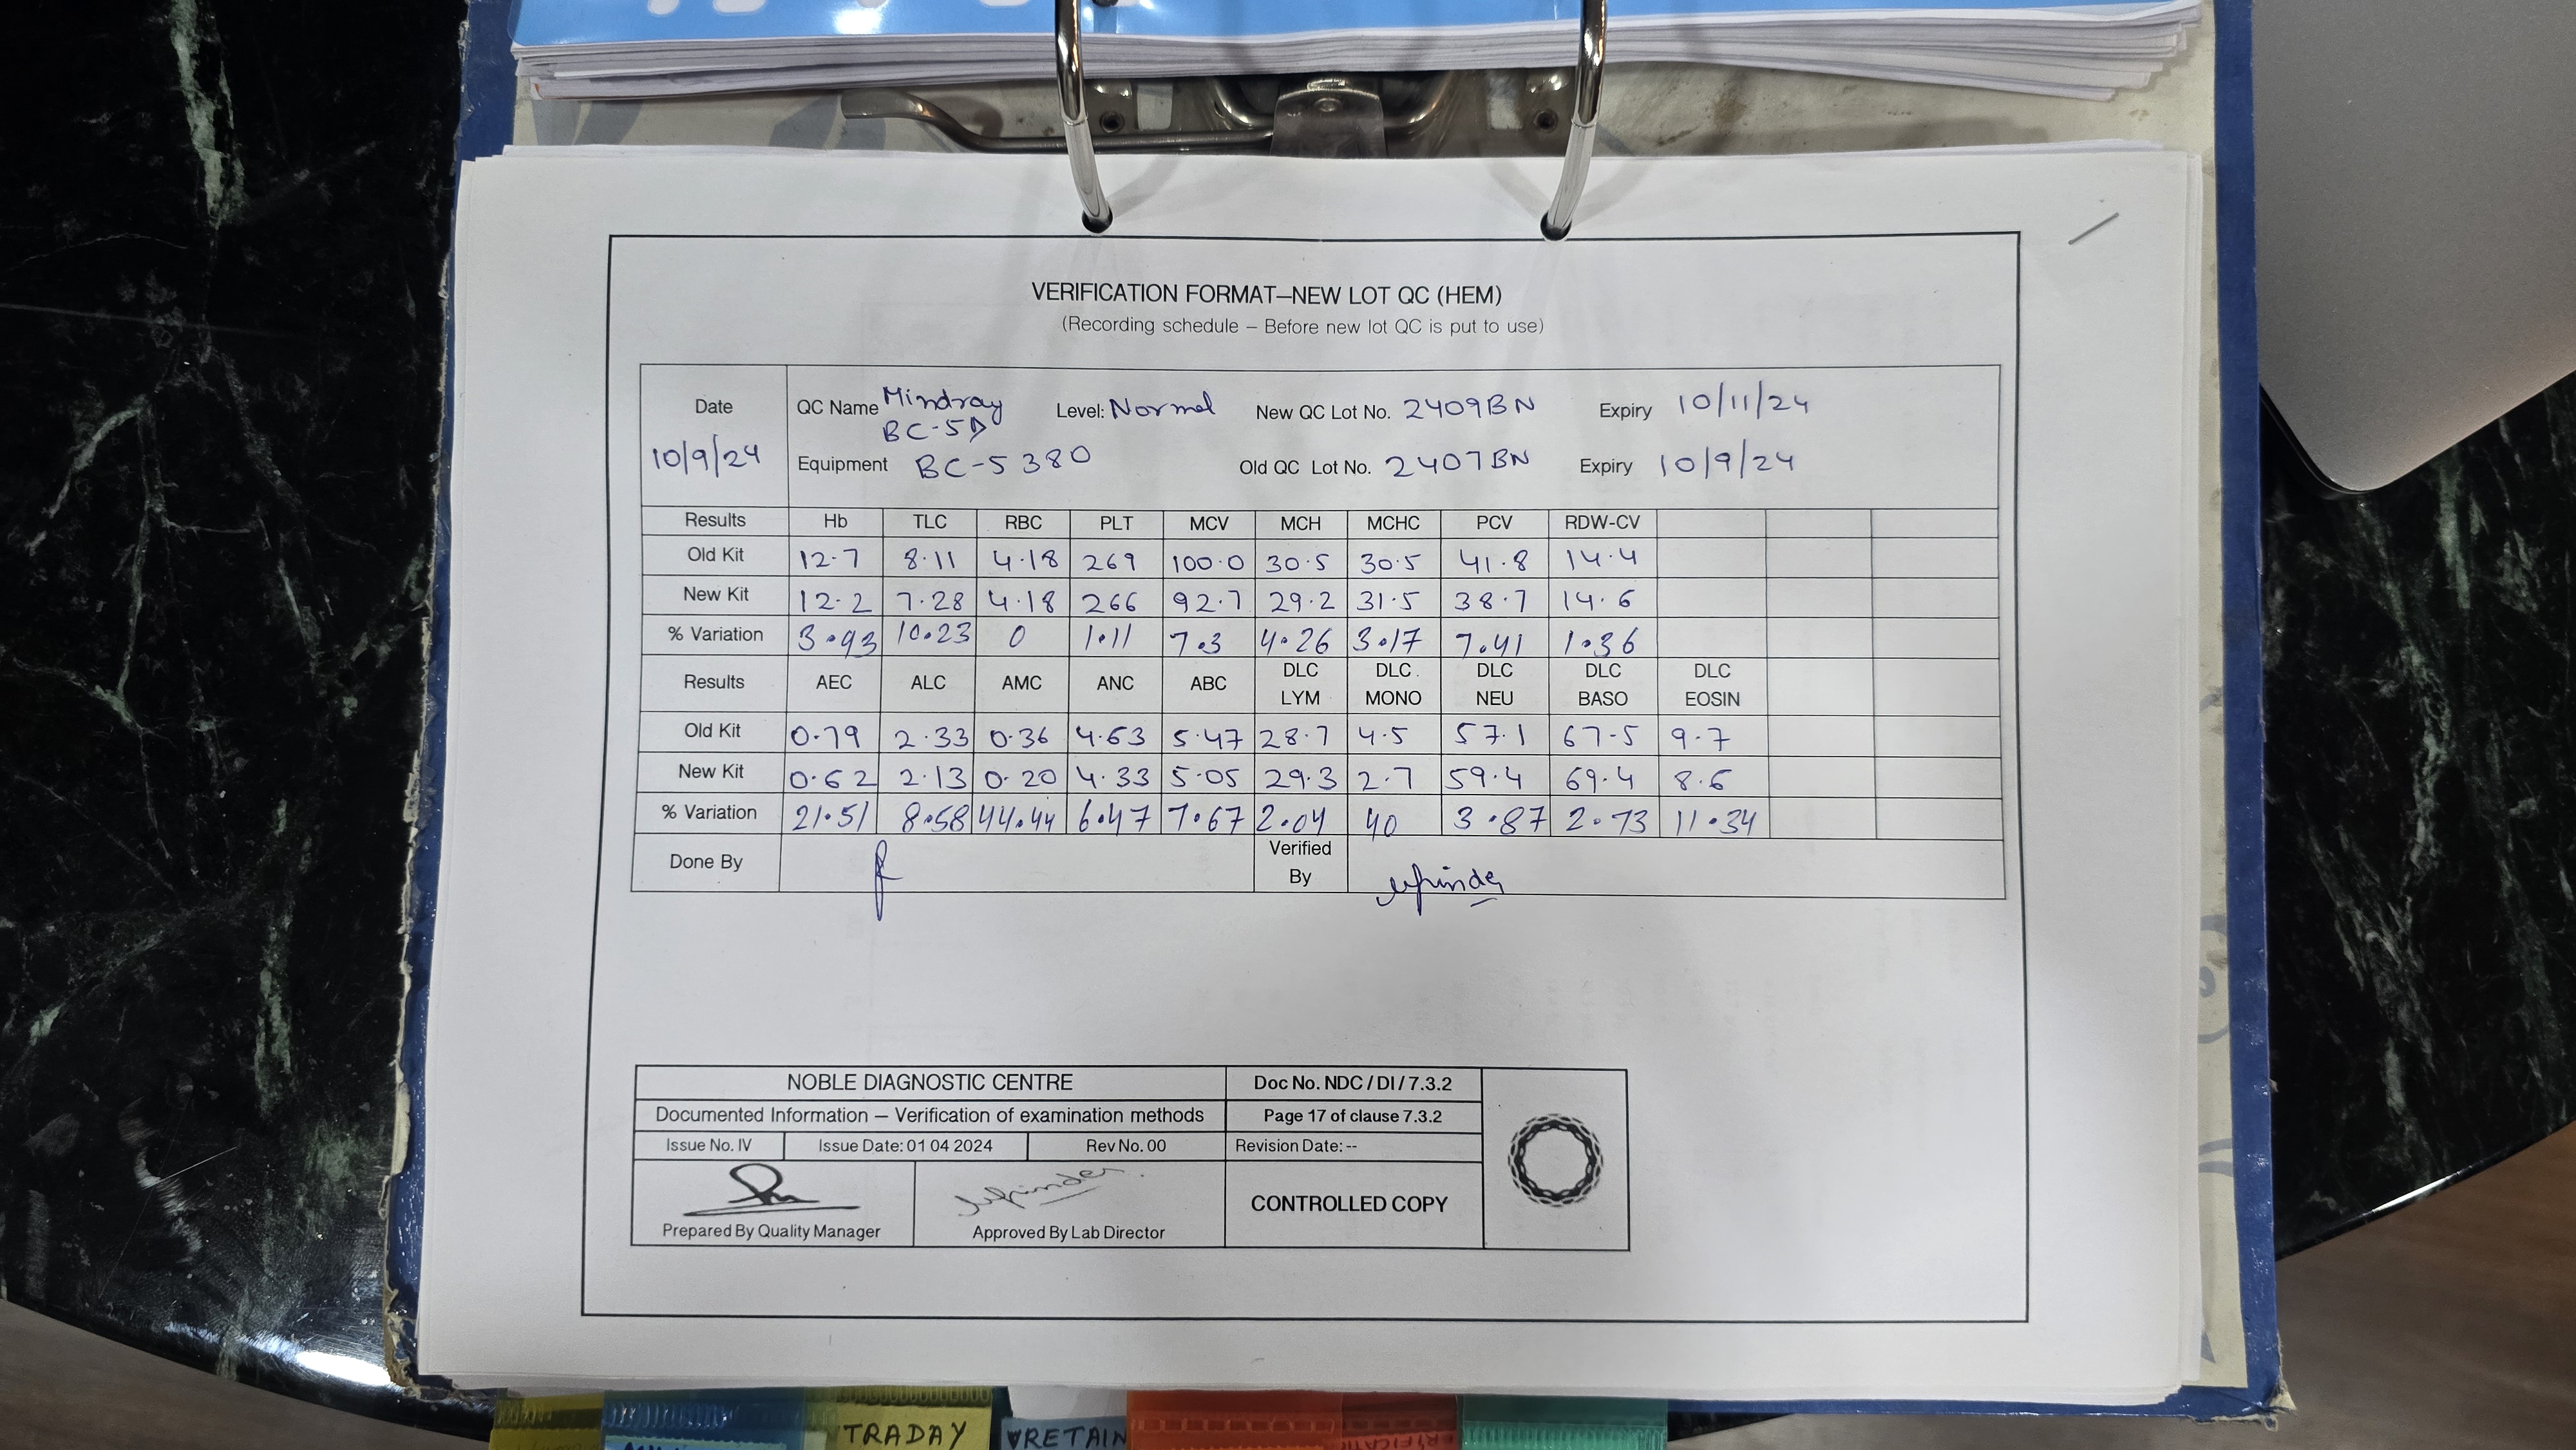 VERIFICATION FORMAT–NEW LOT QC (HEM)
(Recording schedule – Before new lot QC is put to use)
Date QC Name Mindray BC-5D Level: Normal New QC Lot No. 2409BN Expiry 10/11/24
10/9/24 Equipment BC-5380 Old QC Lot No. 2407BN Expiry 10/9/24
Results Hb TLC RBC PLT MCV MCH MCHC PCV RDW-CV
Old Kit 12.7 8.11 4.18 269 100.0 30.5 30.5 41.8 14.4
New Kit 12.2 7.28 4.18 266 92.7 29.2 31.5 38.7 14.6
% Variation 3.93 10.23 0 1.11 7.3 4.26 3.17 7.41 1.36
Results AEC ALC AMC ANC ABC DLC LYM DLC MONO DLC NEU DLC BASO DLC EOSIN
Old Kit 0.79 2.33 0.36 4.63 5.47 28.7 4.5 57.1 67.5 9.7
New Kit 0.62 2.13 0.20 4.33 5.05 29.3 2.7 59.4 69.4 8.6
% Variation 21.51 8.58 44.44 6.47 7.67 2.04 40 3.87 2.73 11.34
Done By Verified By
NOBLE DIAGNOSTIC CENTRE Doc No. NDC / DI / 7.3.2
Documented Information – Verification of examination methods Page 17 of clause 7.3.2
Issue No. IV Issue Date: 01 04 2024 Rev No. 00 Revision Date: --
CONTROLLED COPY
Prepared By Quality Manager Approved By Lab Director
TRADAY
RETAIN